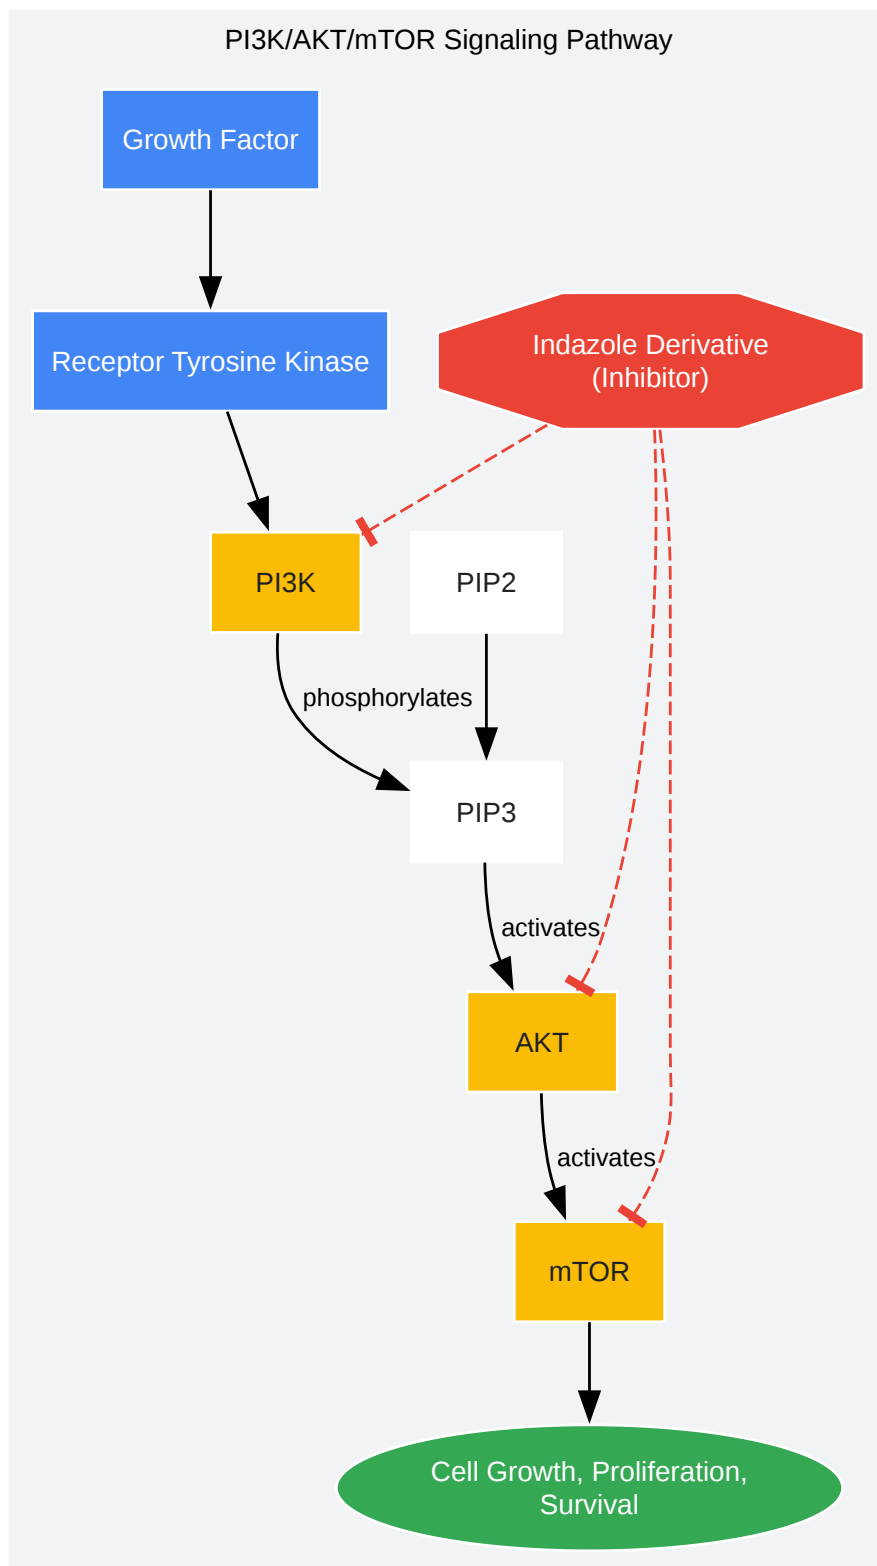 PI3K/AKT/mTOR Signaling Pathway
Growth Factor
Receptor Tyrosine Kinase
Indazole Derivative
(Inhibitor)
PI3K
PIP2
phosphorylates
PIP3
activates
AKT
activates
mTOR
Cell Growth, Proliferation,
Survival